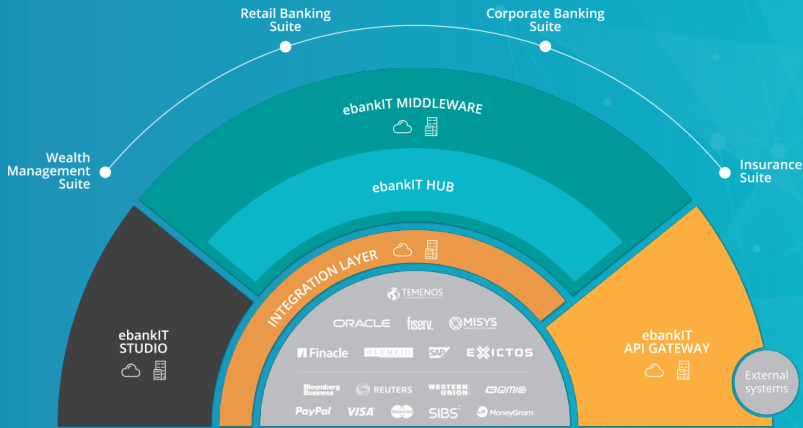 Retail Banking
Suite
Corporate Banking
Suite
Wealth
Management
Suite
Insurance
Suite
ebankIT MIDDLEWARE
ebankIT HUB
INTEGRATION LAYER
ebankIT
STUDIO
ebankIT
API GATEWAY
External
systems
TEMENOS
ORACLE fiserv. MISYS
Finacle OLYMPIC SAP EXICTOS
Bloomberg
Business
REUTERS
WESTERN
UNION
PayPal VISA SIBS MoneyGram